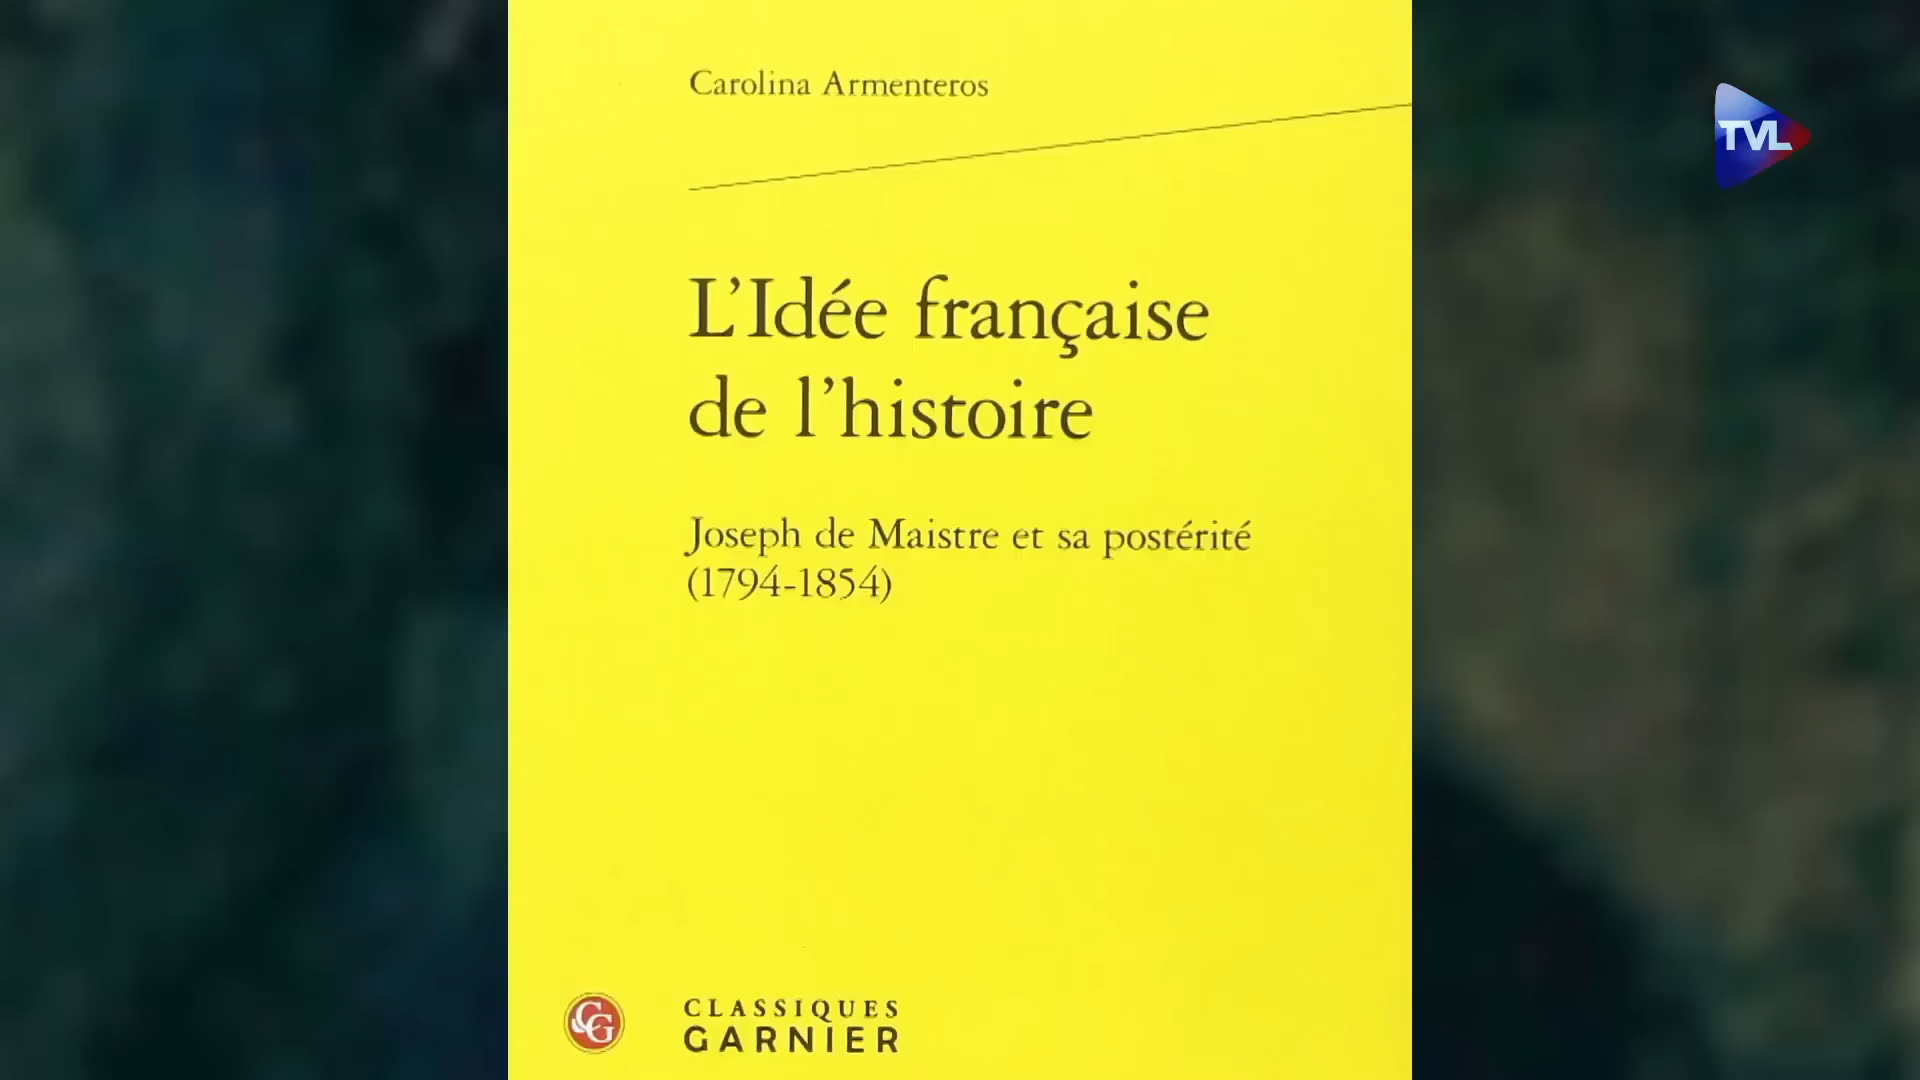 Carolina Armenteros
TVL
L'Idée française
de l'histoire
Joseph de Maistre et sa postérité
(1794-1854)
CG
CLASSIQUES
GARNIER